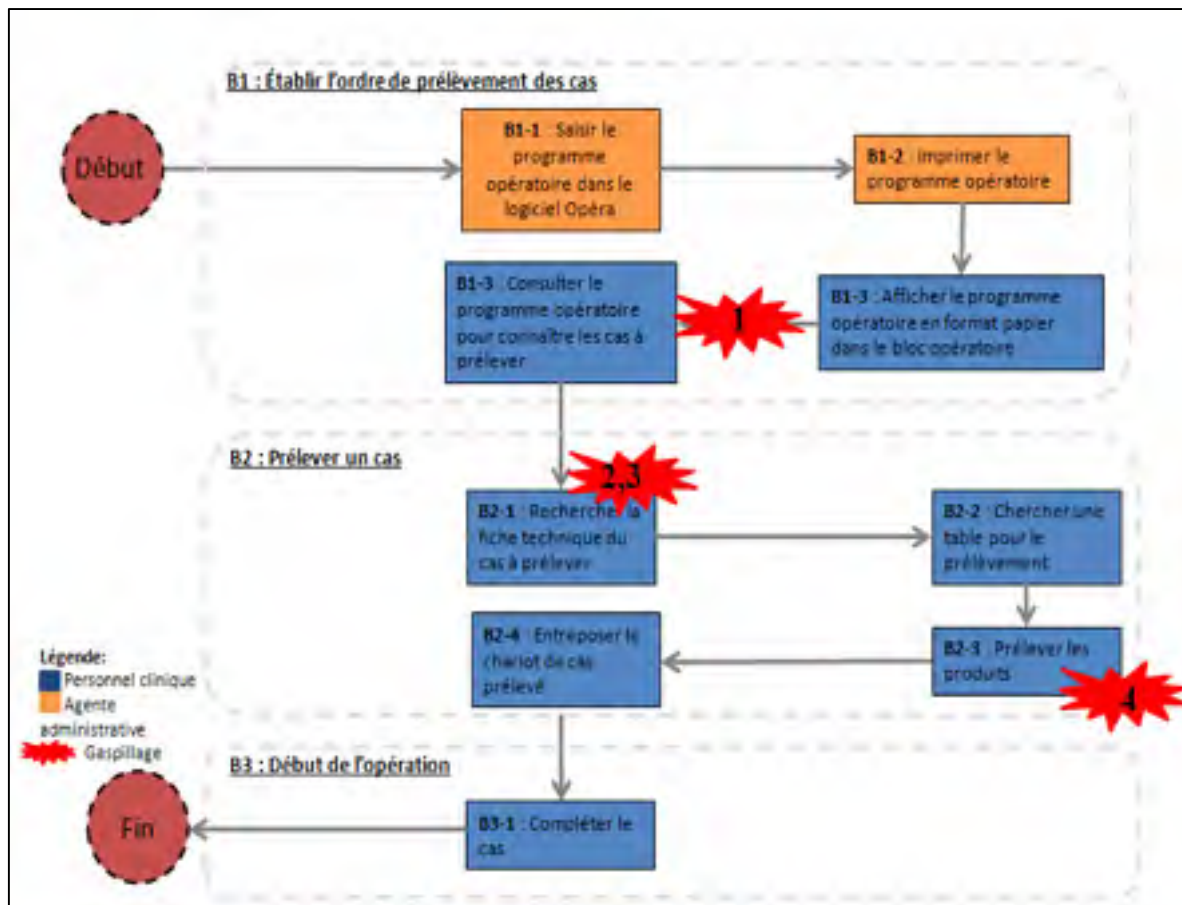 B1 : Établir l'ordre de prélèvement des cas
Début
B1-1 : Saisir le
programme
opératoire dans le
logiciel Opéra
B1-2 : Imprimer le
programme opératoire
B1-3 : Consulter le
programme opératoire
pour connaître les cas à
prélever
1
B1-3 : Afficher le programme
opératoire en format papier
dans le bloc opératoire
B2 : Prélever un cas
2,3
B2-1 : Rechercher la
fiche technique du
cas à prélever
B2-2 : Chercher une
table pour le
prélèvement
B2-4 : Entreposer le
chariot de cas
prélevé
B2-3 : Prélever les
produits
4
Légende:
Personnel clinique
Agente
administrative
Gaspillage
B3 : Début de l'opération
B3-1 : Compléter le
cas
Fin